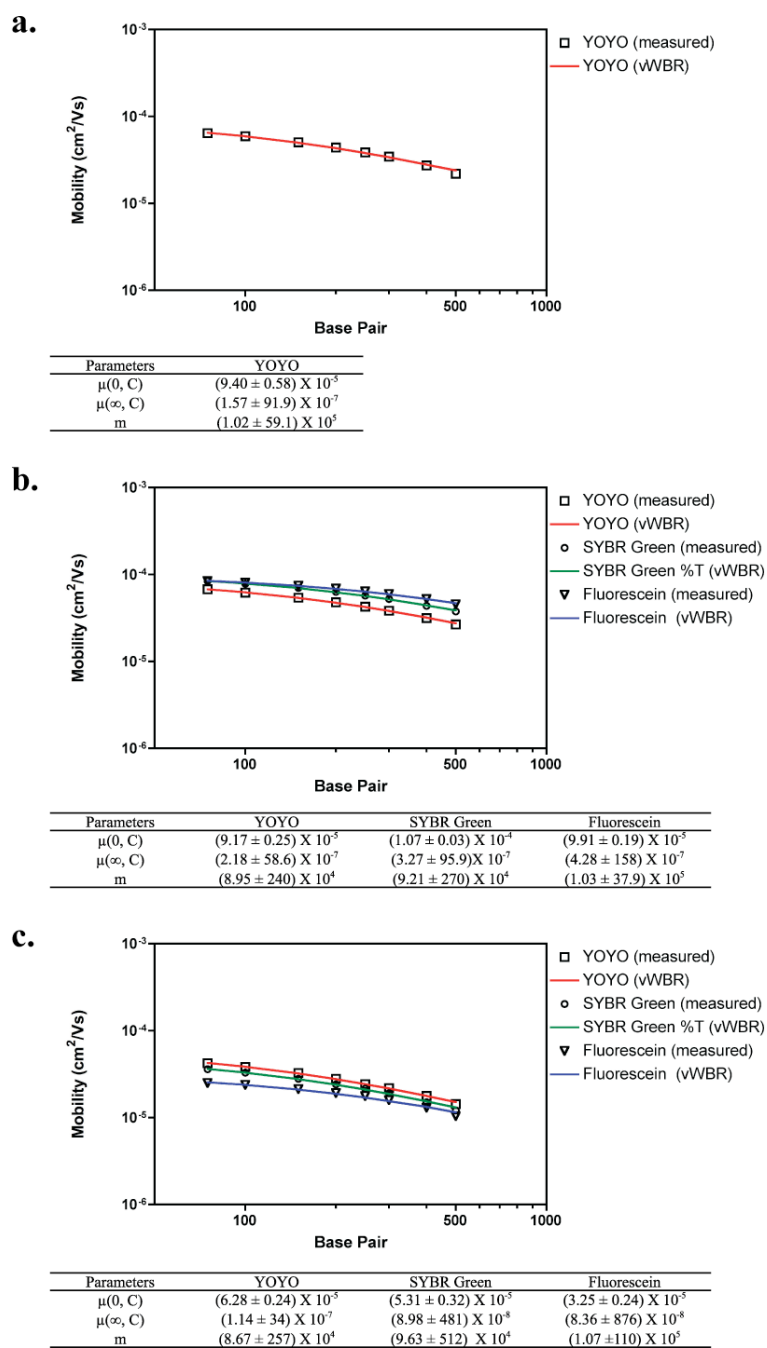 a.
10⁻³
10⁻⁴
10⁻⁵
10⁻⁶
Mobility (cm²/Vs)
100 500 1000
Base Pair
YOYO (measured)
YOYO (vWBR)
Parameters YOYO
µ(0, C) (9.40 ± 0.58) X 10⁻⁵
µ(∞, C) (1.57 ± 91.9) X 10⁻⁷
m (1.02 ± 59.1) X 10⁵
b.
10⁻³
10⁻⁴
10⁻⁵
10⁻⁶
Mobility (cm²/Vs)
100 500 1000
Base Pair
YOYO (measured)
YOYO (vWBR)
SYBR Green (measured)
SYBR Green %T (vWBR)
Fluorescein (measured)
Fluorescein (vWBR)
Parameters YOYO SYBR Green Fluorescein
µ(0, C) (9.17 ± 0.25) X 10⁻⁵ (1.07 ± 0.03) X 10⁻⁴ (9.91 ± 0.19) X 10⁻⁵
µ(∞, C) (2.18 ± 58.6) X 10⁻⁷ (3.27 ± 95.9)X 10⁻⁷ (4.28 ± 158) X 10⁻⁷
m (8.95 ± 240) X 10⁴ (9.21 ± 270) X 10⁴ (1.03 ± 37.9) X 10⁵
c.
10⁻³
10⁻⁴
10⁻⁵
10⁻⁶
Mobility (cm²/Vs)
100 500 1000
Base Pair
YOYO (measured)
YOYO (vWBR)
SYBR Green (measured)
SYBR Green %T (vWBR)
Fluorescein (measured)
Fluorescein (vWBR)
Parameters YOYO SYBR Green Fluorescein
µ(0, C) (6.28 ± 0.24) X 10⁻⁵ (5.31 ± 0.32) X 10⁻⁵ (3.25 ± 0.24) X 10⁻⁵
µ(∞, C) (1.14 ± 34) X 10⁻⁷ (8.98 ± 481) X 10⁻⁸ (8.36 ± 876) X 10⁻⁸
m (8.67 ± 257) X 10⁴ (9.63 ± 512) X 10⁴ (1.07 ±110) X 10⁵